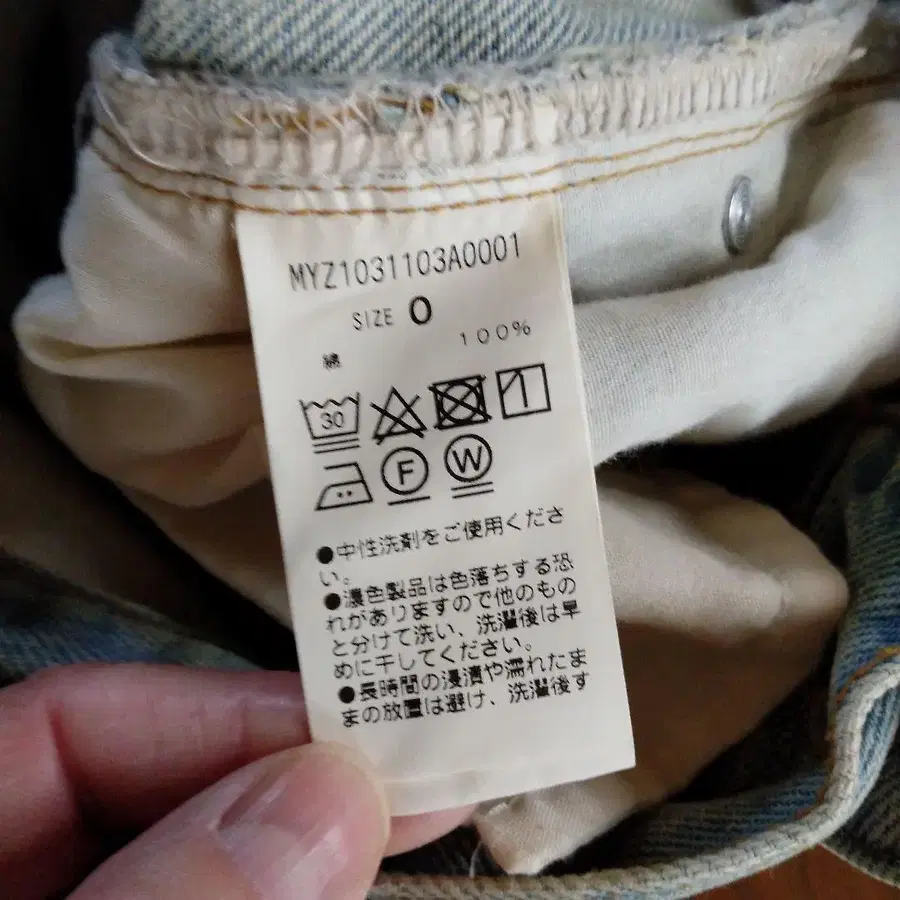 MYZ1031103A0001
SIZE 0
綿 100%
30
F W
●中性洗剤をご使用くださ
い。
●濃色製品は色落ちする恐
れがありますので他のもの
と分けて洗い、洗濯後は早
めに干してください。
●長時間の浸漬や濡れたま
まの放置は避け、洗濯後す